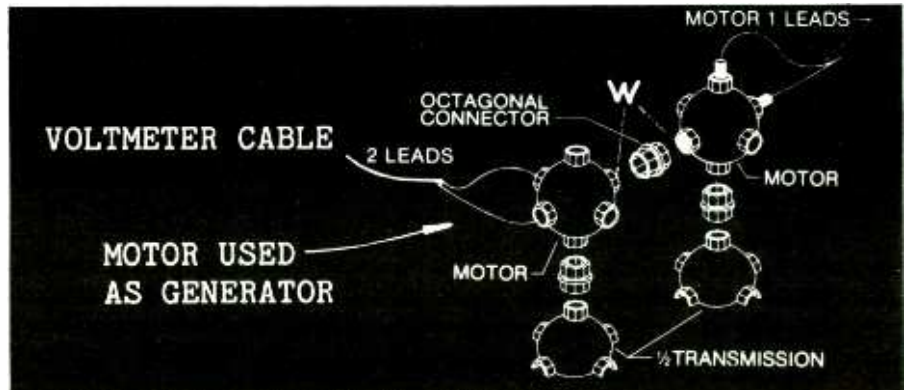 MOTOR 1 LEADS
OCTAGONAL
CONNECTOR
W
VOLTMETER CABLE
2 LEADS
MOTOR
MOTOR USED
AS GENERATOR
MOTOR
½ TRANSMISSION